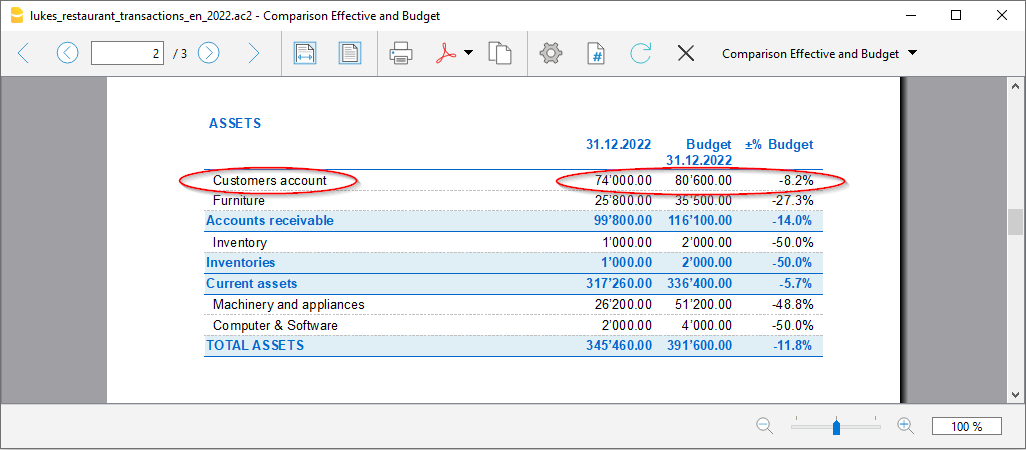 lukes_restaurant_transactions_en_2022.ac2 - Comparison Effective and Budget
2 / 3 Comparison Effective and Budget
ASSETS
31.12.2022 Budget ±% Budget
31.12.2022
Customers account 74'000.00 80'600.00 -8.2%
Furniture 25'800.00 35'500.00 -27.3%
Accounts receivable 99'800.00 116'100.00 -14.0%
Inventory 1'000.00 2'000.00 -50.0%
Inventories 1'000.00 2'000.00 -50.0%
Current assets 317'260.00 336'400.00 -5.7%
Machinery and appliances 26'200.00 51'200.00 -48.8%
Computer & Software 2'000.00 4'000.00 -50.0%
TOTAL ASSETS 345'460.00 391'600.00 -11.8%
100 %